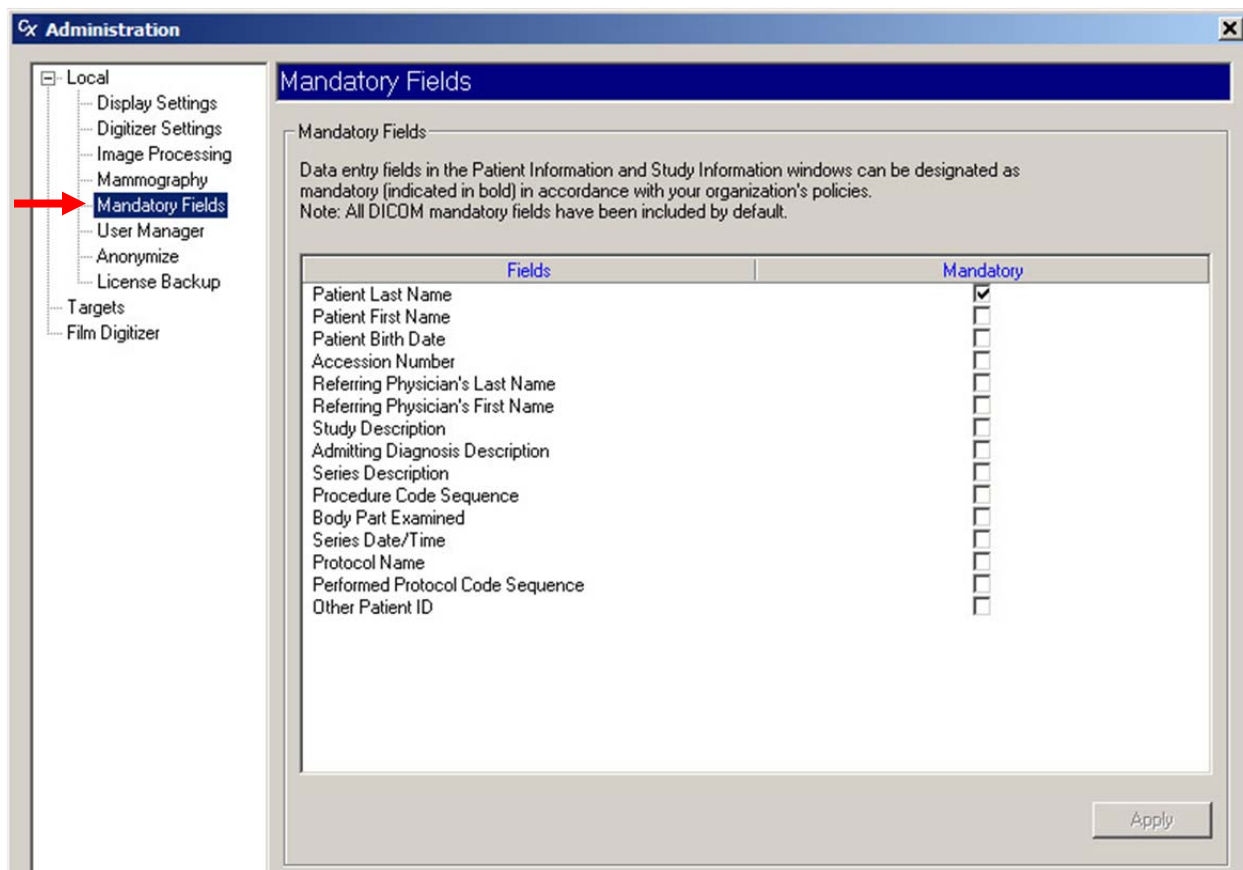 Cx Administration
Local
Display Settings
Digitizer Settings
Image Processing
Mammography
Mandatory Fields
User Manager
Anonymize
License Backup
Targets
Film Digitizer
Mandatory Fields
Mandatory Fields
Data entry fields in the Patient Information and Study Information windows can be designated as
mandatory (indicated in bold) in accordance with your organization's policies.
Note: All DICOM mandatory fields have been included by default.
Fields Mandatory
Patient Last Name
Patient First Name
Patient Birth Date
Accession Number
Referring Physician's Last Name
Referring Physician's First Name
Study Description
Admitting Diagnosis Description
Series Description
Procedure Code Sequence
Body Part Examined
Series Date/Time
Protocol Name
Performed Protocol Code Sequence
Other Patient ID
Apply